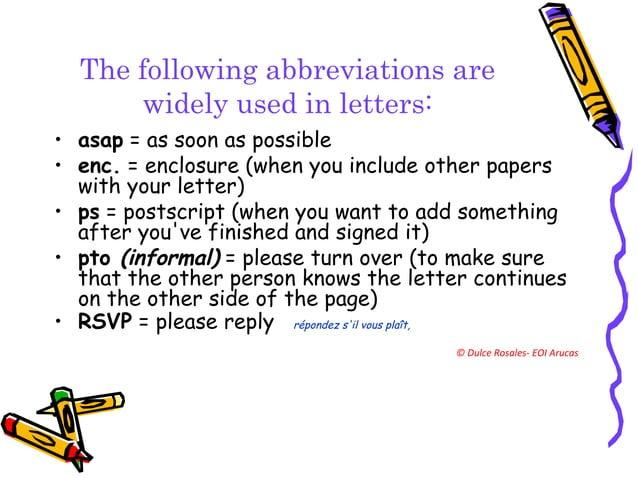 The following abbreviations are
widely used in letters:
• asap = as soon as possible
• enc. = enclosure (when you include other papers
with your letter)
• ps = postscript (when you want to add something
after you've finished and signed it)
• pto (informal) = please turn over (to make sure
that the other person knows the letter continues
on the other side of the page)
• RSVP = please reply répondez s'il vous plaît,
© Dulce Rosales- EOI Arucas